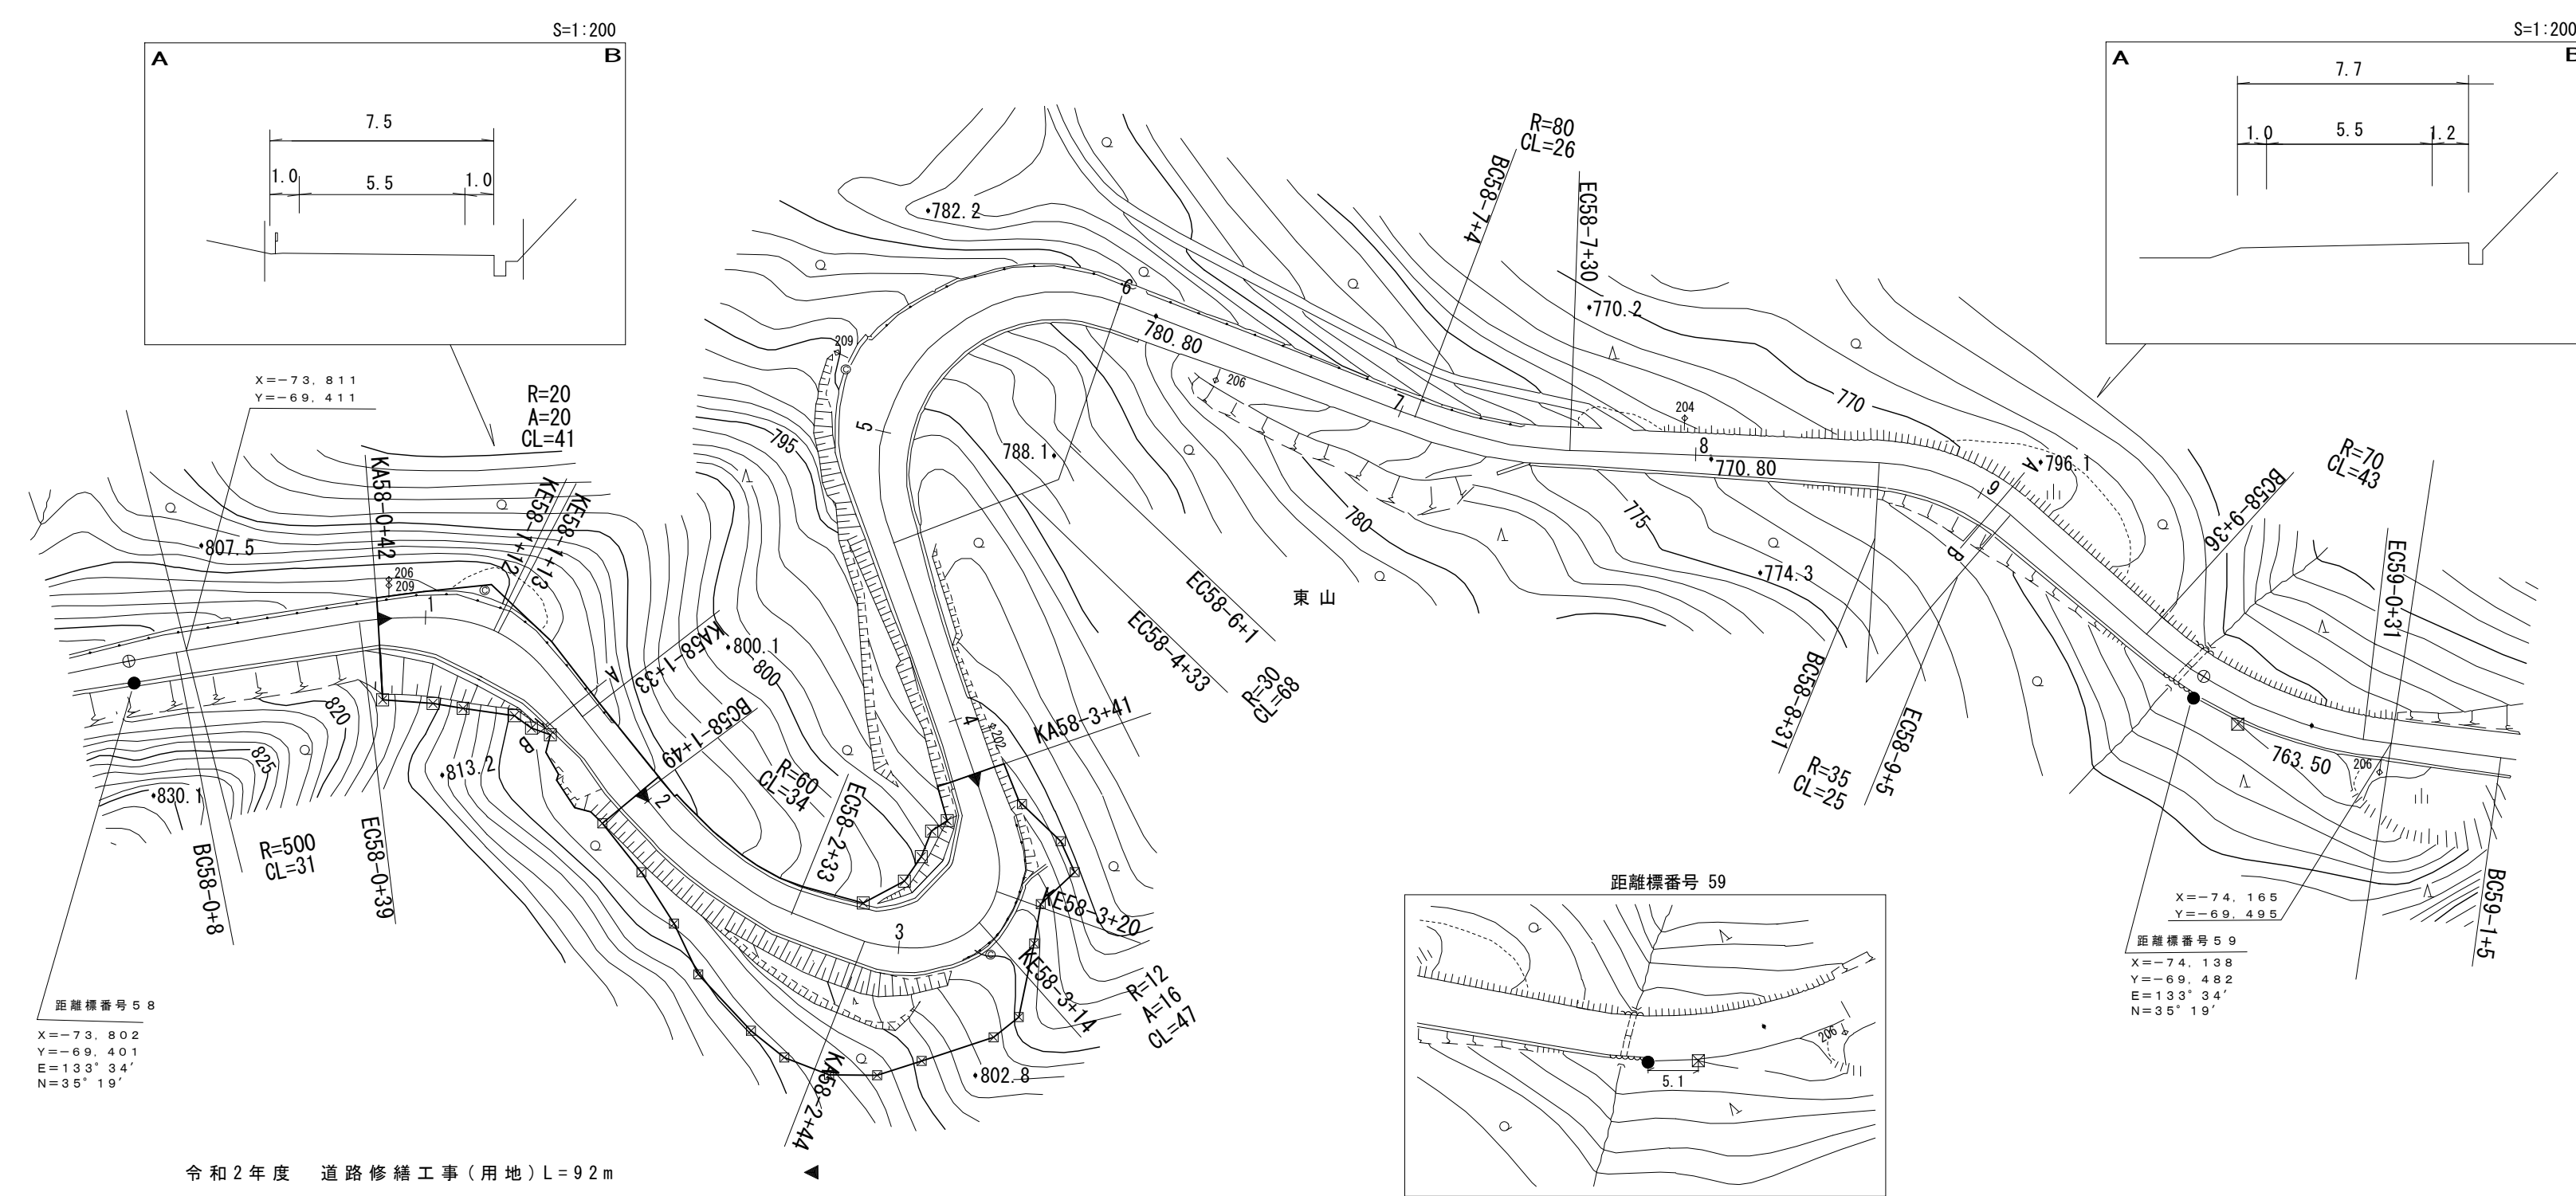 S=1:200
A
B
7.5
1.0
5.5
1.0
S=1:200
A
7.7
1.0
5.5
1.2
X=-73,811
Y=-69,411
R=20
A=20
CL=41
KA58-0+42
KE58-1+12
KE58-1+13
807.5
206
209
1
820
825
830.1
813.2
A
B
KA58-1+33
BC58-1+49
2
R=60
CL=34
EC58-2+33
800.1
800
795
BC58-0+8
R=500
CL=31
EC58-0+39
距離標番号58
X=-73,802
Y=-69,401
E=133°34′
N=35°19′
3
KA58-2+44
802.8
KE58-3+14
KE58-3+20
R=12
A=16
CL=47
KA58-3+41
4
202
5
209
782.2
6
780.80
788.1
EC58-6+1
EC58-4+33
R=30
CL=68
東山
206
780
R=80
CL=26
BC58-7+4
EC58-7+30
7
770.2
204
8
770.80
770
775
774.3
9
A
796.1
B
BC58-8+31
R=35
CL=25
EC58-9+5
BC58-9+36
R=70
CL=43
EC59-0+31
763.50
206
BC59-1+5
X=-74,165
Y=-69,495
距離標番号59
X=-74,138
Y=-69,482
E=133°34′
N=35°19′
距離標番号 59
206
5.1
令和2年度 道路修繕工事(用地)L=92m